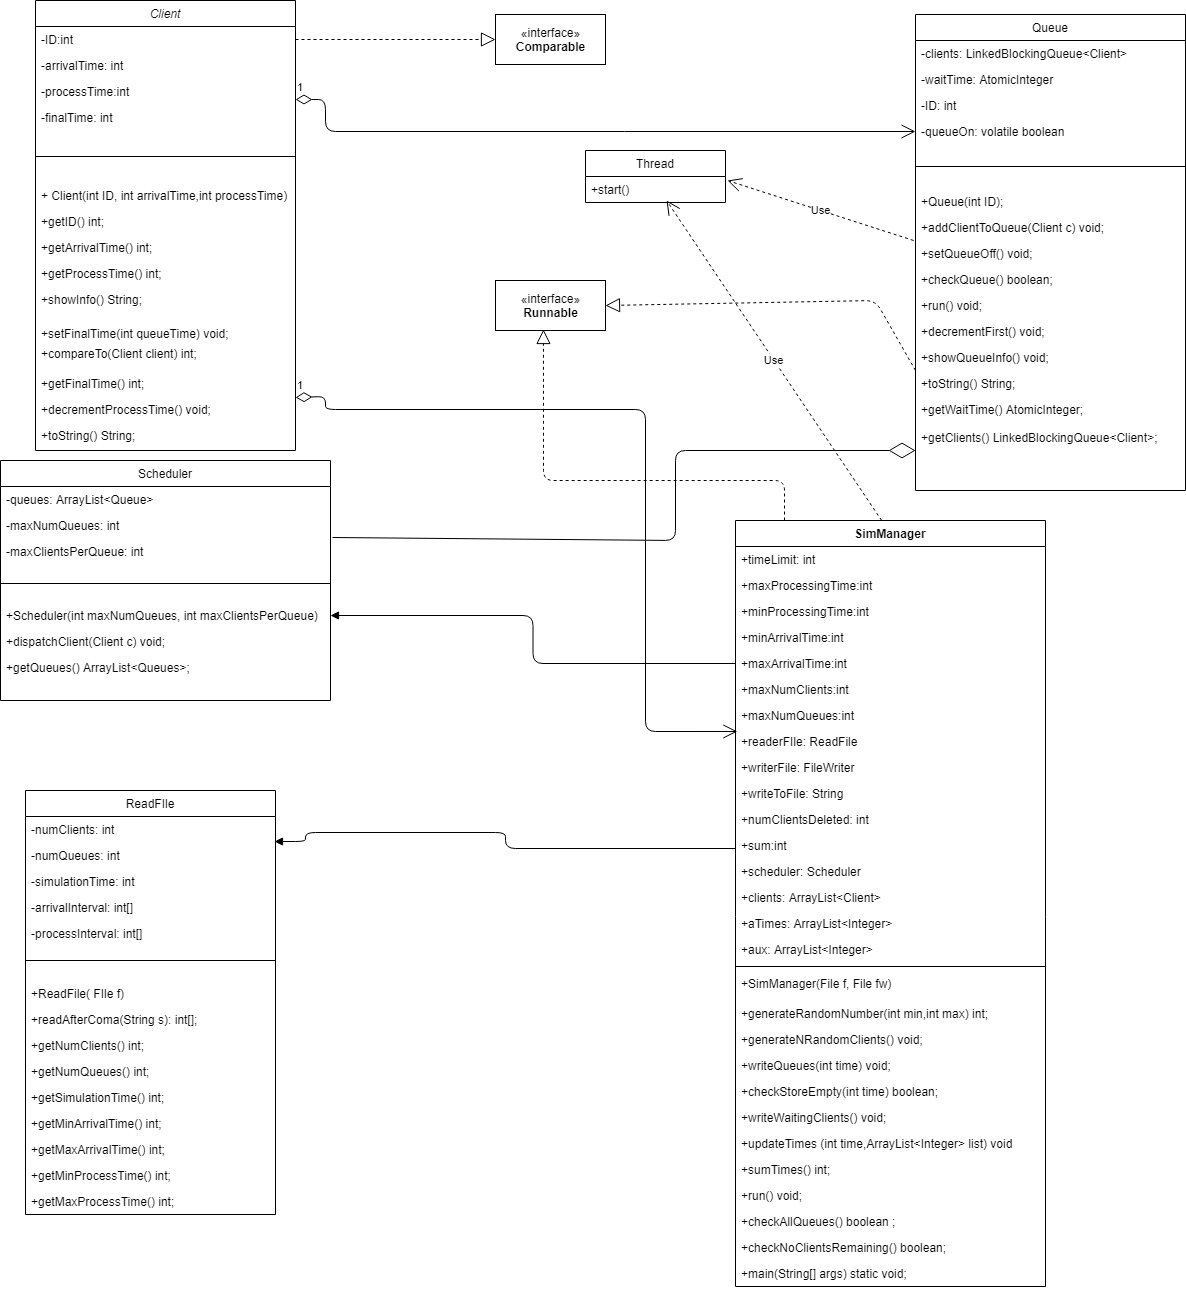 Client
-ID:int
-arrivalTime: int
-processTime:int
-finalTime: int
+ Client(int ID, int arrivalTime,int processTime)
+getID() int;
+getArrivalTime() int;
+getProcessTime() int;
+showInfo() String;
+setFinalTime(int queueTime) void;
+compareTo(Client client) int;
+getFinalTime() int;
+decrementProcessTime() void;
+toString() String;
1
1
«interface»
Comparable
Queue
-clients: LinkedBlockingQueue<Client>
-waitTime: AtomicInteger
-ID: int
-queueOn: volatile boolean
+Queue(int ID);
+addClientToQueue(Client c) void;
+setQueueOff() void;
+checkQueue() boolean;
+run() void;
+decrementFirst() void;
+showQueueInfo() void;
+toString() String;
+getWaitTime() AtomicInteger;
+getClients() LinkedBlockingQueue<Client>;
Thread
+start()
Use
«interface»
Runnable
Use
Scheduler
-queues: ArrayList<Queue>
-maxNumQueues: int
-maxClientsPerQueue: int
+Scheduler(int maxNumQueues, int maxClientsPerQueue)
+dispatchClient(Client c) void;
+getQueues() ArrayList<Queues>;
SimManager
+timeLimit: int
+maxProcessingTime:int
+minProcessingTime:int
+minArrivalTime:int
+maxArrivalTime:int
+maxNumClients:int
+maxNumQueues:int
+readerFIle: ReadFile
+writerFile: FileWriter
+writeToFile: String
+numClientsDeleted: int
+sum:int
+scheduler: Scheduler
+clients: ArrayList<Client>
+aTimes: ArrayList<Integer>
+aux: ArrayList<Integer>
+SimManager(File f, File fw)
+generateRandomNumber(int min,int max) int;
+generateNRandomClients() void;
+writeQueues(int time) void;
+checkStoreEmpty(int time) boolean;
+writeWaitingClients() void;
+updateTimes (int time,ArrayList<Integer> list) void
+sumTimes() int;
+run() void;
+checkAllQueues() boolean ;
+checkNoClientsRemaining() boolean;
+main(String[] args) static void;
ReadFIle
-numClients: int
-numQueues: int
-simulationTime: int
-arrivalInterval: int[]
-processInterval: int[]
+ReadFile( FIle f)
+readAfterComa(String s): int[];
+getNumClients() int;
+getNumQueues() int;
+getSimulationTime() int;
+getMinArrivalTime() int;
+getMaxArrivalTime() int;
+getMinProcessTime() int;
+getMaxProcessTime() int;